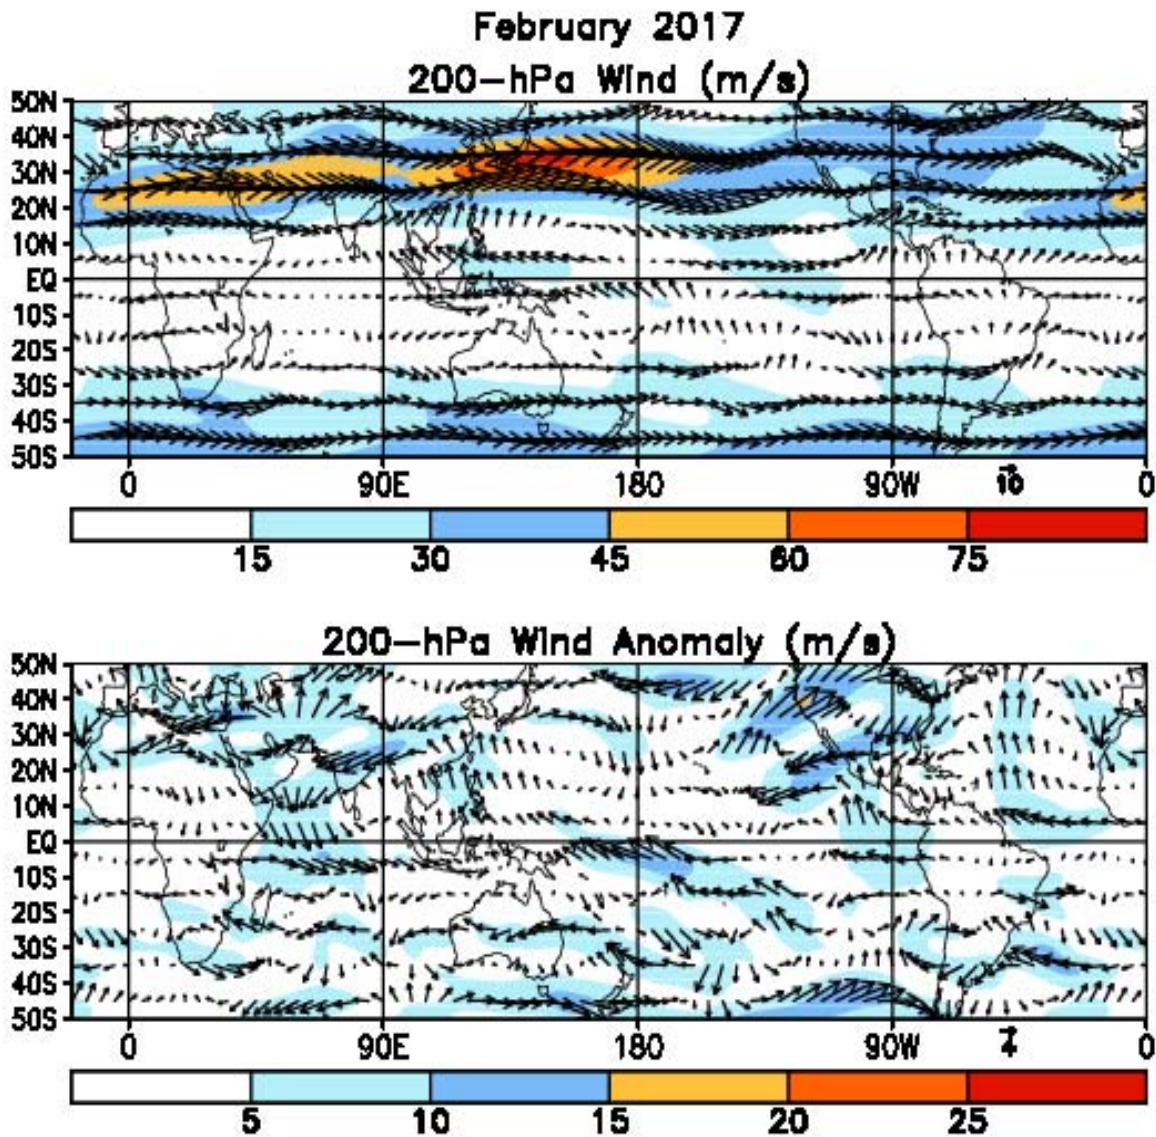 February 2017
200-hPa Wind (m/s)
50N
40N
30N
20N
10N
EQ
10S
20S
30S
40S
50S
0 90E 180 90W 10 0
15 30 45 60 75
200-hPa Wind Anomaly (m/s)
50N
40N
30N
20N
10N
EQ
10S
20S
30S
40S
50S
0 90E 180 90W 4 0
5 10 15 20 25